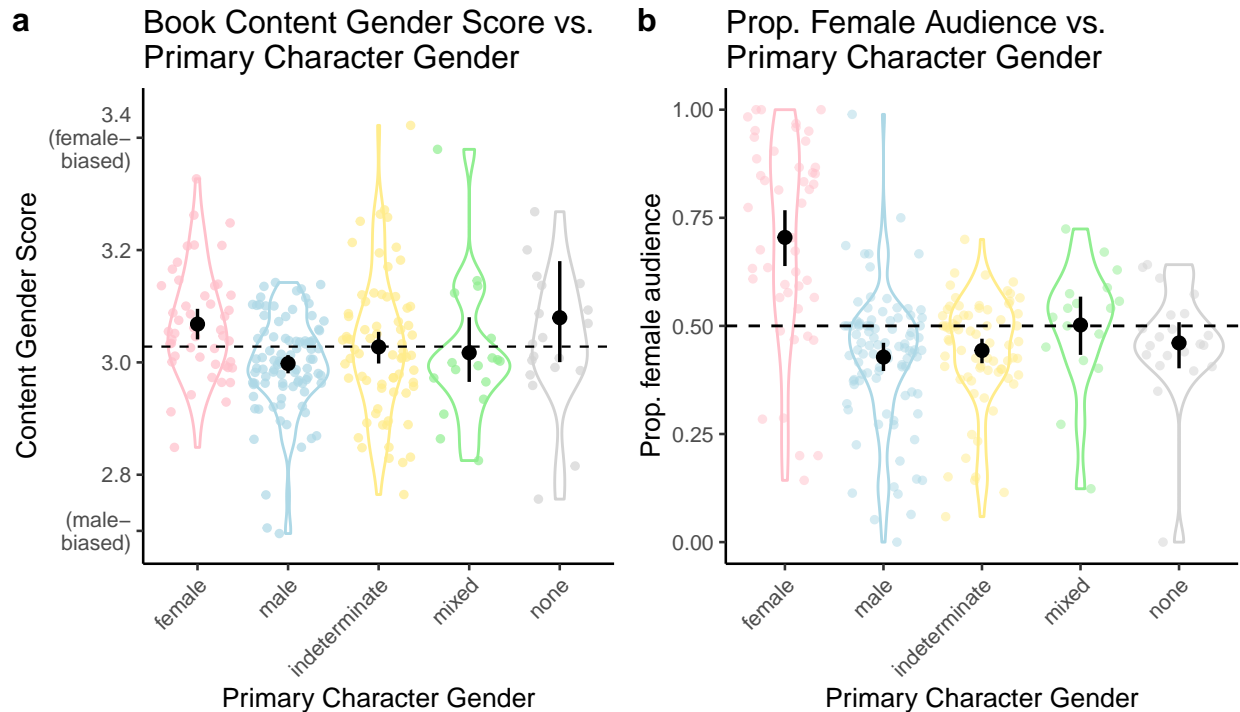 a
Book Content Gender Score vs.
Primary Character Gender
3.4
(female–
biased)
3.2
3.0
2.8
(male–
biased)
Content Gender Score
female
male
indeterminate
mixed
none
Primary Character Gender
b
Prop. Female Audience vs.
Primary Character Gender
1.00
0.75
0.50
0.25
0.00
Prop. female audience
female
male
indeterminate
mixed
none
Primary Character Gender